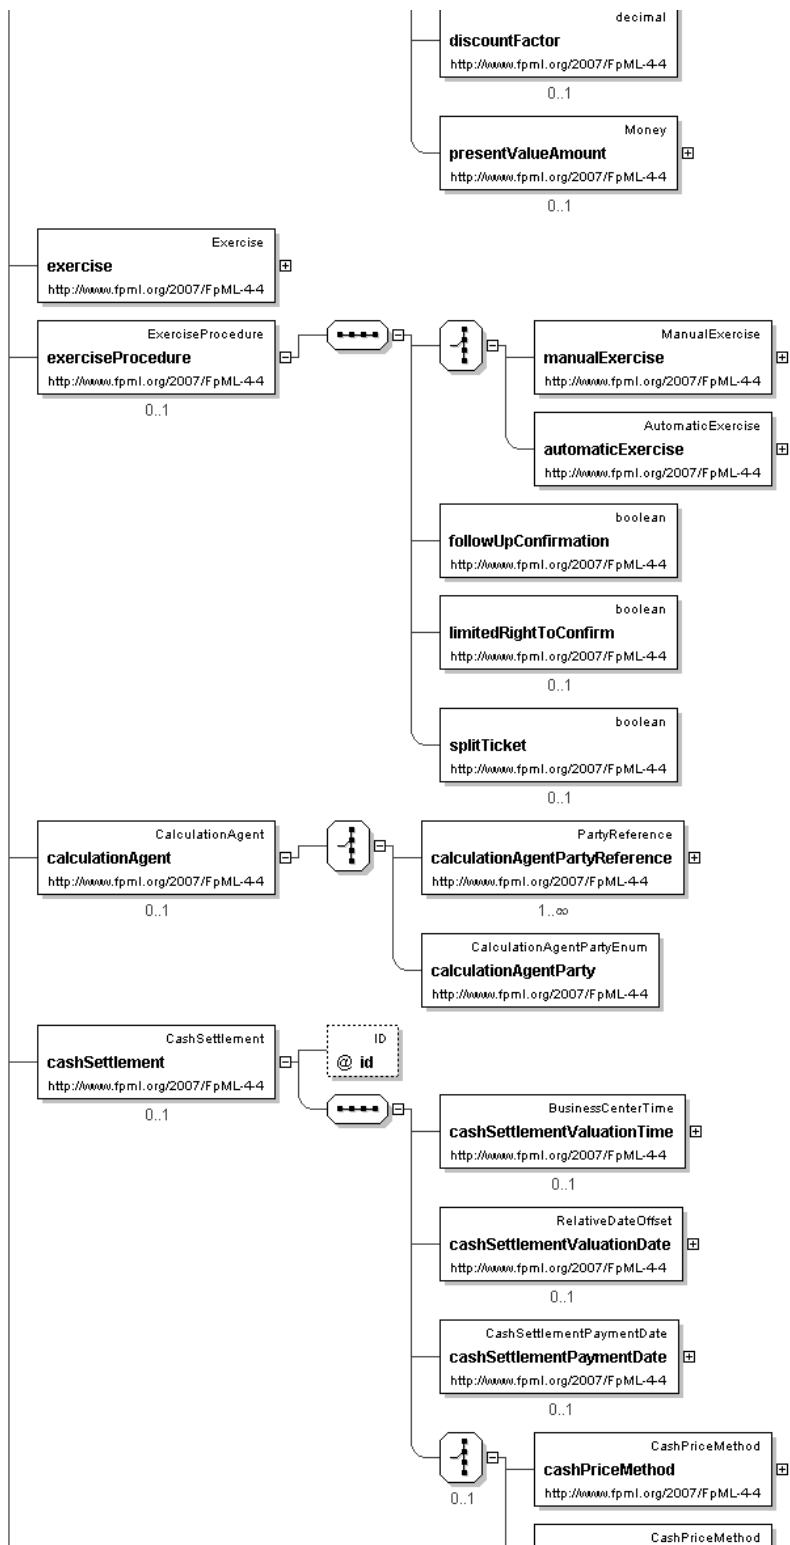 decimal
discountFactor
http://www.fpml.org/2007/FpML-4-4
0..1
Money
presentValueAmount
http://www.fpml.org/2007/FpML-4-4
0..1
Exercise
exercise
http://www.fpml.org/2007/FpML-4-4
ExerciseProcedure
exerciseProcedure
http://www.fpml.org/2007/FpML-4-4
0..1
ManualExercise
manualExercise
http://www.fpml.org/2007/FpML-4-4
AutomaticExercise
automaticExercise
http://www.fpml.org/2007/FpML-4-4
boolean
followUpConfirmation
http://www.fpml.org/2007/FpML-4-4
boolean
limitedRightToConfirm
http://www.fpml.org/2007/FpML-4-4
0..1
boolean
splitTicket
http://www.fpml.org/2007/FpML-4-4
0..1
CalculationAgent
calculationAgent
http://www.fpml.org/2007/FpML-4-4
0..1
PartyReference
calculationAgentPartyReference
http://www.fpml.org/2007/FpML-4-4
1..∞
CalculationAgentPartyEnum
calculationAgentParty
http://www.fpml.org/2007/FpML-4-4
CashSettlement
cashSettlement
http://www.fpml.org/2007/FpML-4-4
0..1
ID
@ id
BusinessCenterTime
cashSettlementValuationTime
http://www.fpml.org/2007/FpML-4-4
0..1
RelativeDateOffset
cashSettlementValuationDate
http://www.fpml.org/2007/FpML-4-4
0..1
CashSettlementPaymentDate
cashSettlementPaymentDate
http://www.fpml.org/2007/FpML-4-4
0..1
0..1
CashPriceMethod
cashPriceMethod
http://www.fpml.org/2007/FpML-4-4
CashPriceMethod